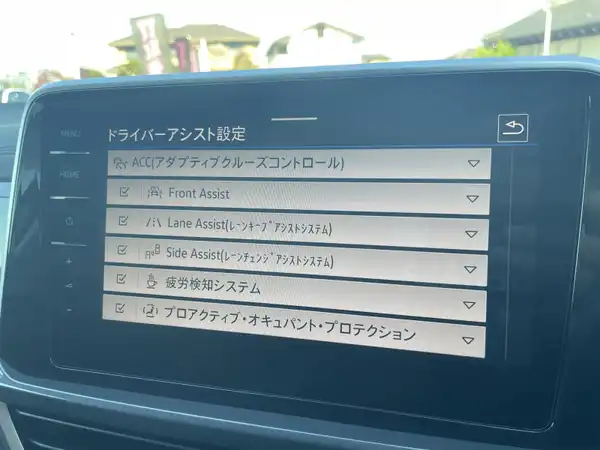 MENU
ドライバーアシスト設定
ACC(アダプティブクルーズコントロール)
HOME
Front Assist
Lane Assist(ﾚｰﾝｷｰﾌﾟｱｼｽﾄｼｽﾃﾑ)
Side Assist(ﾚｰﾝﾁｪﾝｼﾞｱｼｽﾄｼｽﾃﾑ)
疲労検知システム
プロアクティブ・オキュパント・プロテクション